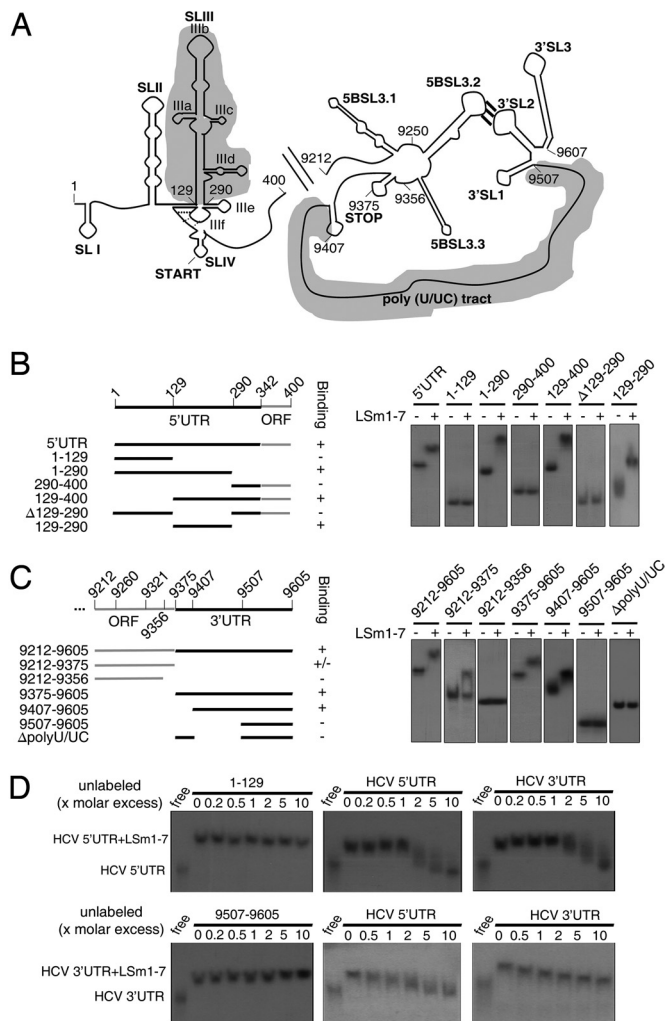 A
SLIII
IIIb
SLII
IIIa
IIIc
IIId
1
129
290
400
IIIe
IIIf
SL I
SLIV
START
3'SL3
5BSL3.2
3'SL2
5BSL3.1
9250
9212
9607
9507
3'SL1
9375
9356
STOP
9407
5BSL3.3
poly (U/UC) tract
B
1 129 290 342 400
5'UTR ORF
Binding
5'UTR +
1-129 -
1-290 +
290-400 -
129-400 +
Δ129-290 -
129-290 +
5'UTR 1-129 1-290 290-400 129-400 Δ129-290 129-290
LSm1-7 - + - + - + - + - + - + - +
C
9212 9260 9321 9356 9375 9407 9507 9605
... ORF 3'UTR
Binding
9212-9605 +
9212-9375 +/-
9212-9356 -
9375-9605 +
9407-9605 +
9507-9605 -
ΔpolyU/UC -
9212-9605 9212-9375 9212-9356 9375-9605 9407-9605 9507-9605 ΔpolyU/UC
LSm1-7 - + - + - + - + - + - + - +
D
unlabeled
(x molar excess)
free 1-129 0 0.2 0.5 1 2 5 10
free HCV 5'UTR 0 0.2 0.5 1 2 5 10
free HCV 3'UTR 0 0.2 0.5 1 2 5 10
HCV 5'UTR+LSm1-7
HCV 5'UTR
unlabeled
(x molar excess)
free 9507-9605 0 0.2 0.5 1 2 5 10
free HCV 5'UTR 0 0.2 0.5 1 2 5 10
free HCV 3'UTR 0 0.2 0.5 1 2 5 10
HCV 3'UTR+LSm1-7
HCV 3'UTR